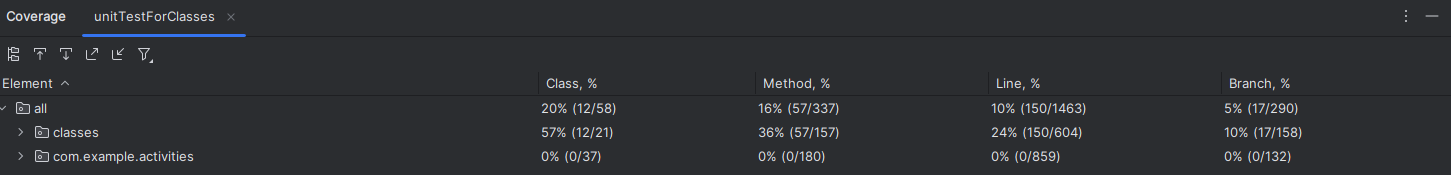 Coverage unitTestForClasses
Element Class, % Method, % Line, % Branch, %
all 20% (12/58) 16% (57/337) 10% (150/1463) 5% (17/290)
classes 57% (12/21) 36% (57/157) 24% (150/604) 10% (17/158)
com.example.activities 0% (0/37) 0% (0/180) 0% (0/859) 0% (0/132)